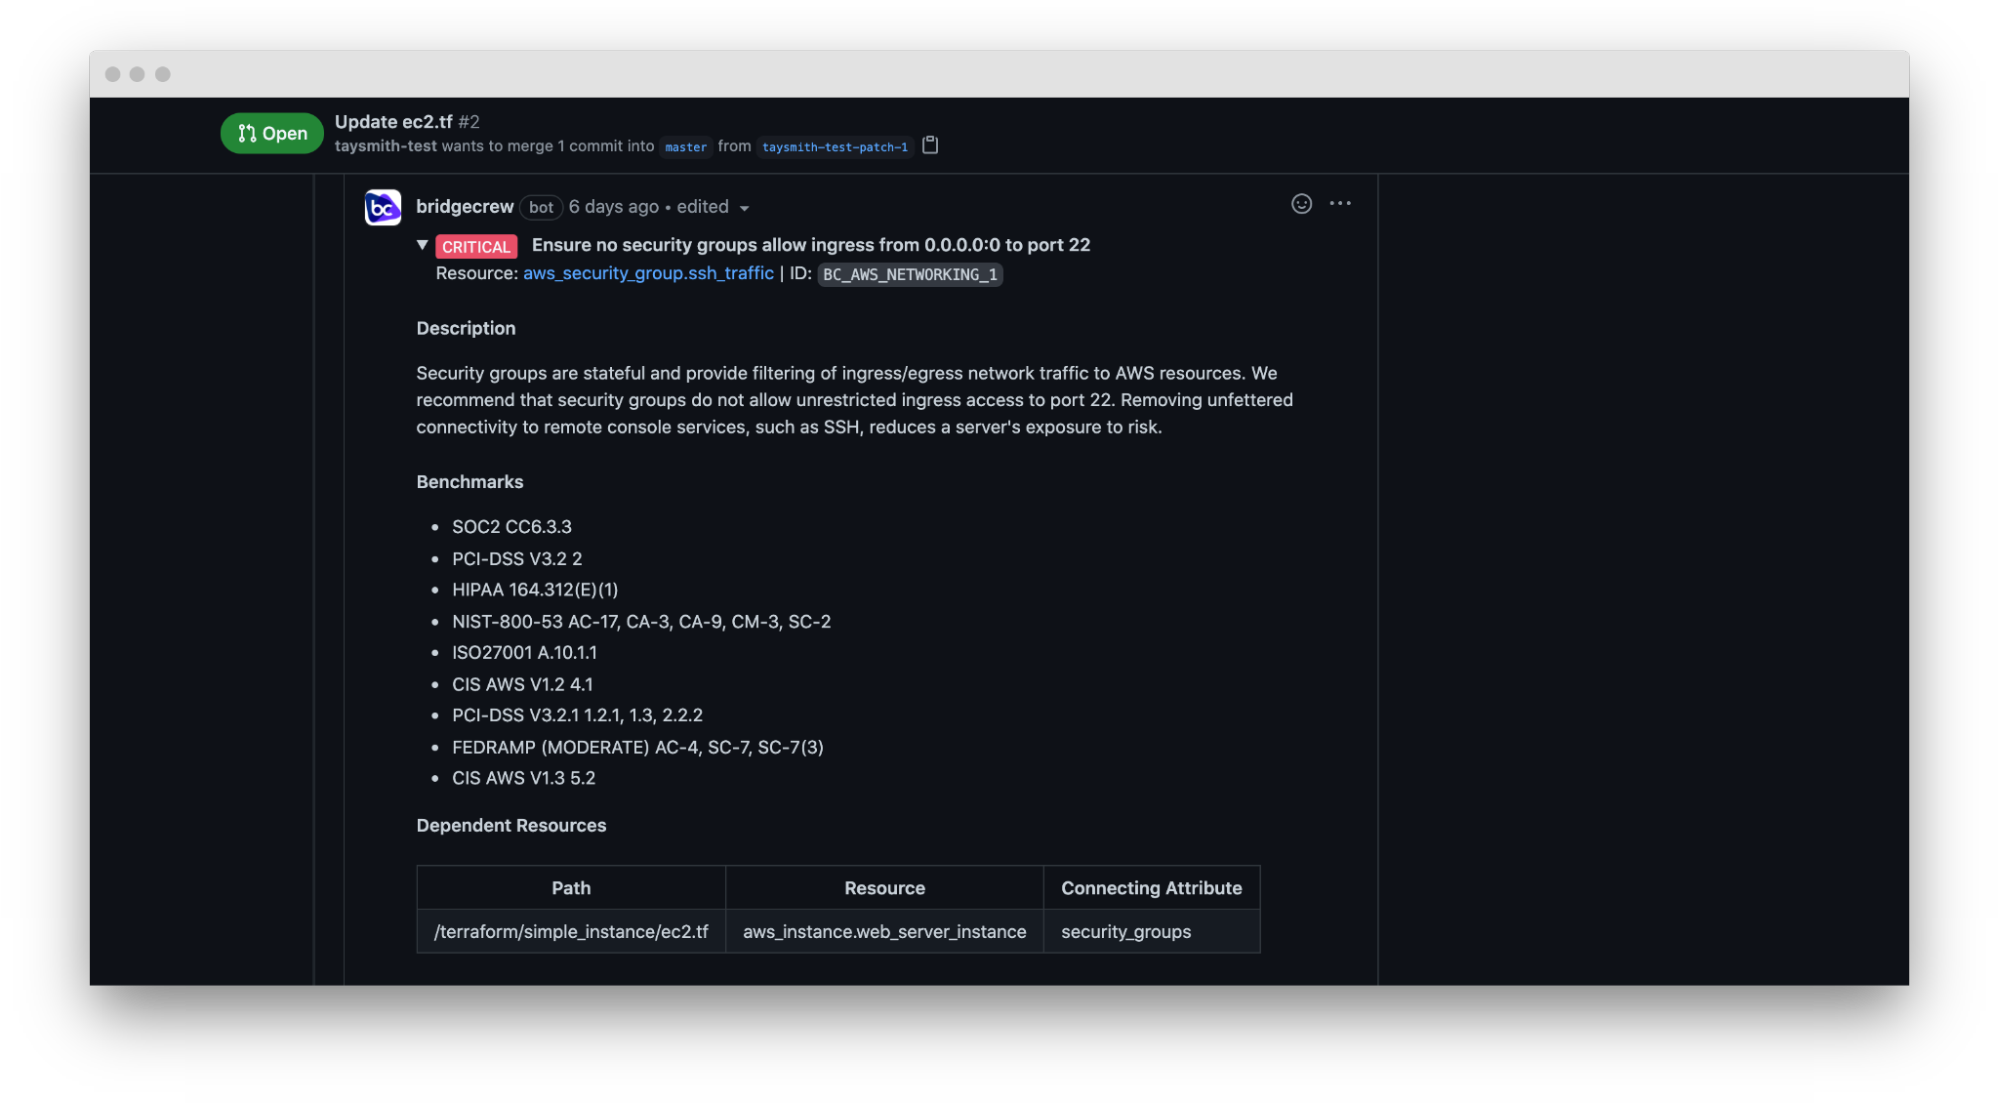 Open
Update ec2.tf #2
taysmith-test wants to merge 1 commit into master from taysmith-test-patch-1
bc
bridgecrew bot 6 days ago • edited
CRITICAL Ensure no security groups allow ingress from 0.0.0.0:0 to port 22
Resource: aws_security_group.ssh_traffic | ID: BC_AWS_NETWORKING_1
Description
Security groups are stateful and provide filtering of ingress/egress network traffic to AWS resources. We
recommend that security groups do not allow unrestricted ingress access to port 22. Removing unfettered
connectivity to remote console services, such as SSH, reduces a server's exposure to risk.
Benchmarks
• SOC2 CC6.3.3
• PCI-DSS V3.2 2
• HIPAA 164.312(E)(1)
• NIST-800-53 AC-17, CA-3, CA-9, CM-3, SC-2
• ISO27001 A.10.1.1
• CIS AWS V1.2 4.1
• PCI-DSS V3.2.1 1.2.1, 1.3, 2.2.2
• FEDRAMP (MODERATE) AC-4, SC-7, SC-7(3)
• CIS AWS V1.3 5.2
Dependent Resources
Path Resource Connecting Attribute
/terraform/simple_instance/ec2.tf aws_instance.web_server_instance security_groups